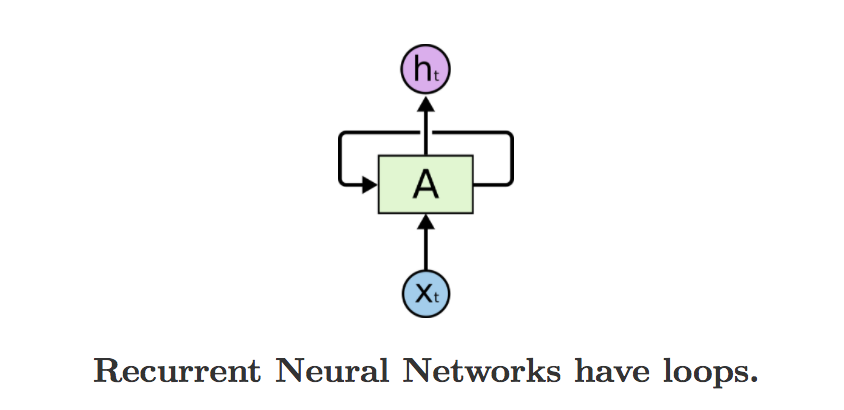 ht
A
xt
Recurrent Neural Networks have loops.